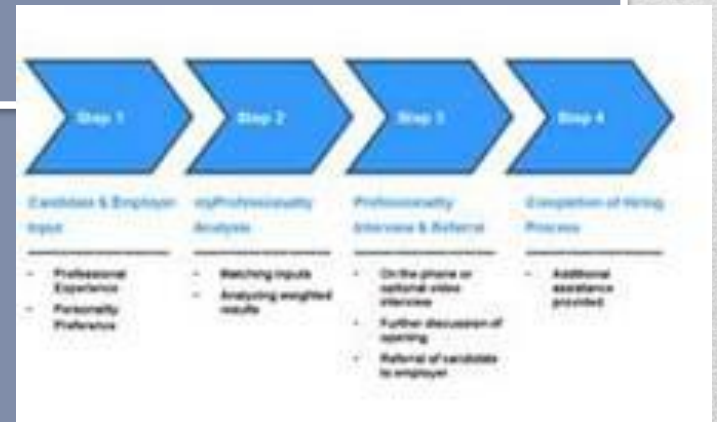 Step 1
Step 2
Step 3
Step 4
Candidate & Employer
Input
myProfessionality
Analysis
Professionality
Interview & Referral
Completion of Hiring
Process
- Professional
Experience
- Personality
Preference
- Matching inputs
- Analyzing weighted
results
- On the phone or
optional video
interview
- Further discussion of
opening
- Referral of candidate
to employer
- Additional
assistance
provided